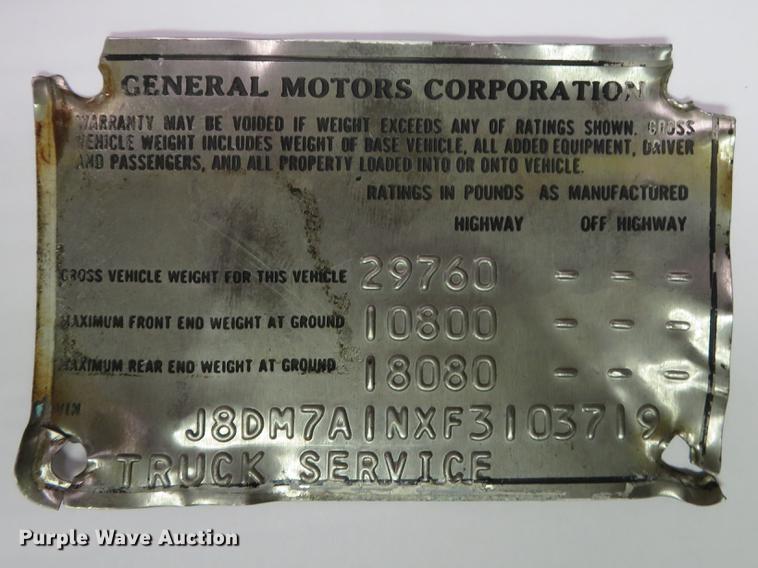 GENERAL MOTORS CORPORATION
WARRANTY MAY BE VOIDED IF WEIGHT EXCEEDS ANY OF RATINGS SHOWN. GROSS
VEHICLE WEIGHT INCLUDES WEIGHT OF BASE VEHICLE, ALL ADDED EQUIPMENT, DRIVER
AND PASSENGERS, AND ALL PROPERTY LOADED INTO OR ONTO VEHICLE.
RATINGS IN POUNDS AS MANUFACTURED
HIGHWAY OFF HIGHWAY
GROSS VEHICLE WEIGHT FOR THIS VEHICLE 29760 - - -
MAXIMUM FRONT END WEIGHT AT GROUND 10800 - - -
MAXIMUM REAR END WEIGHT AT GROUND 18080 - - -
VIN J8DM7A1NXF3103719
TRUCK SERVICE
Purple Wave Auction